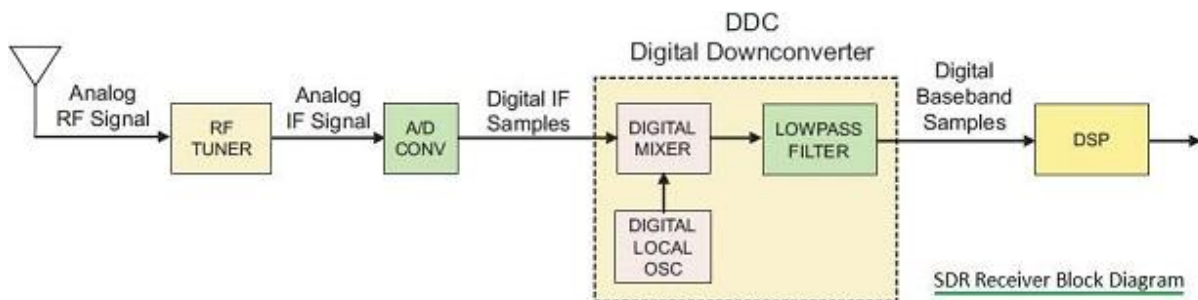 DDC
Digital Downconverter
Analog
RF Signal
RF
TUNER
Analog
IF Signal
A/D
CONV
Digital IF
Samples
DIGITAL
MIXER
LOWPASS
FILTER
DIGITAL
LOCAL
OSC
Digital
Baseband
Samples
DSP
SDR Receiver Block Diagram